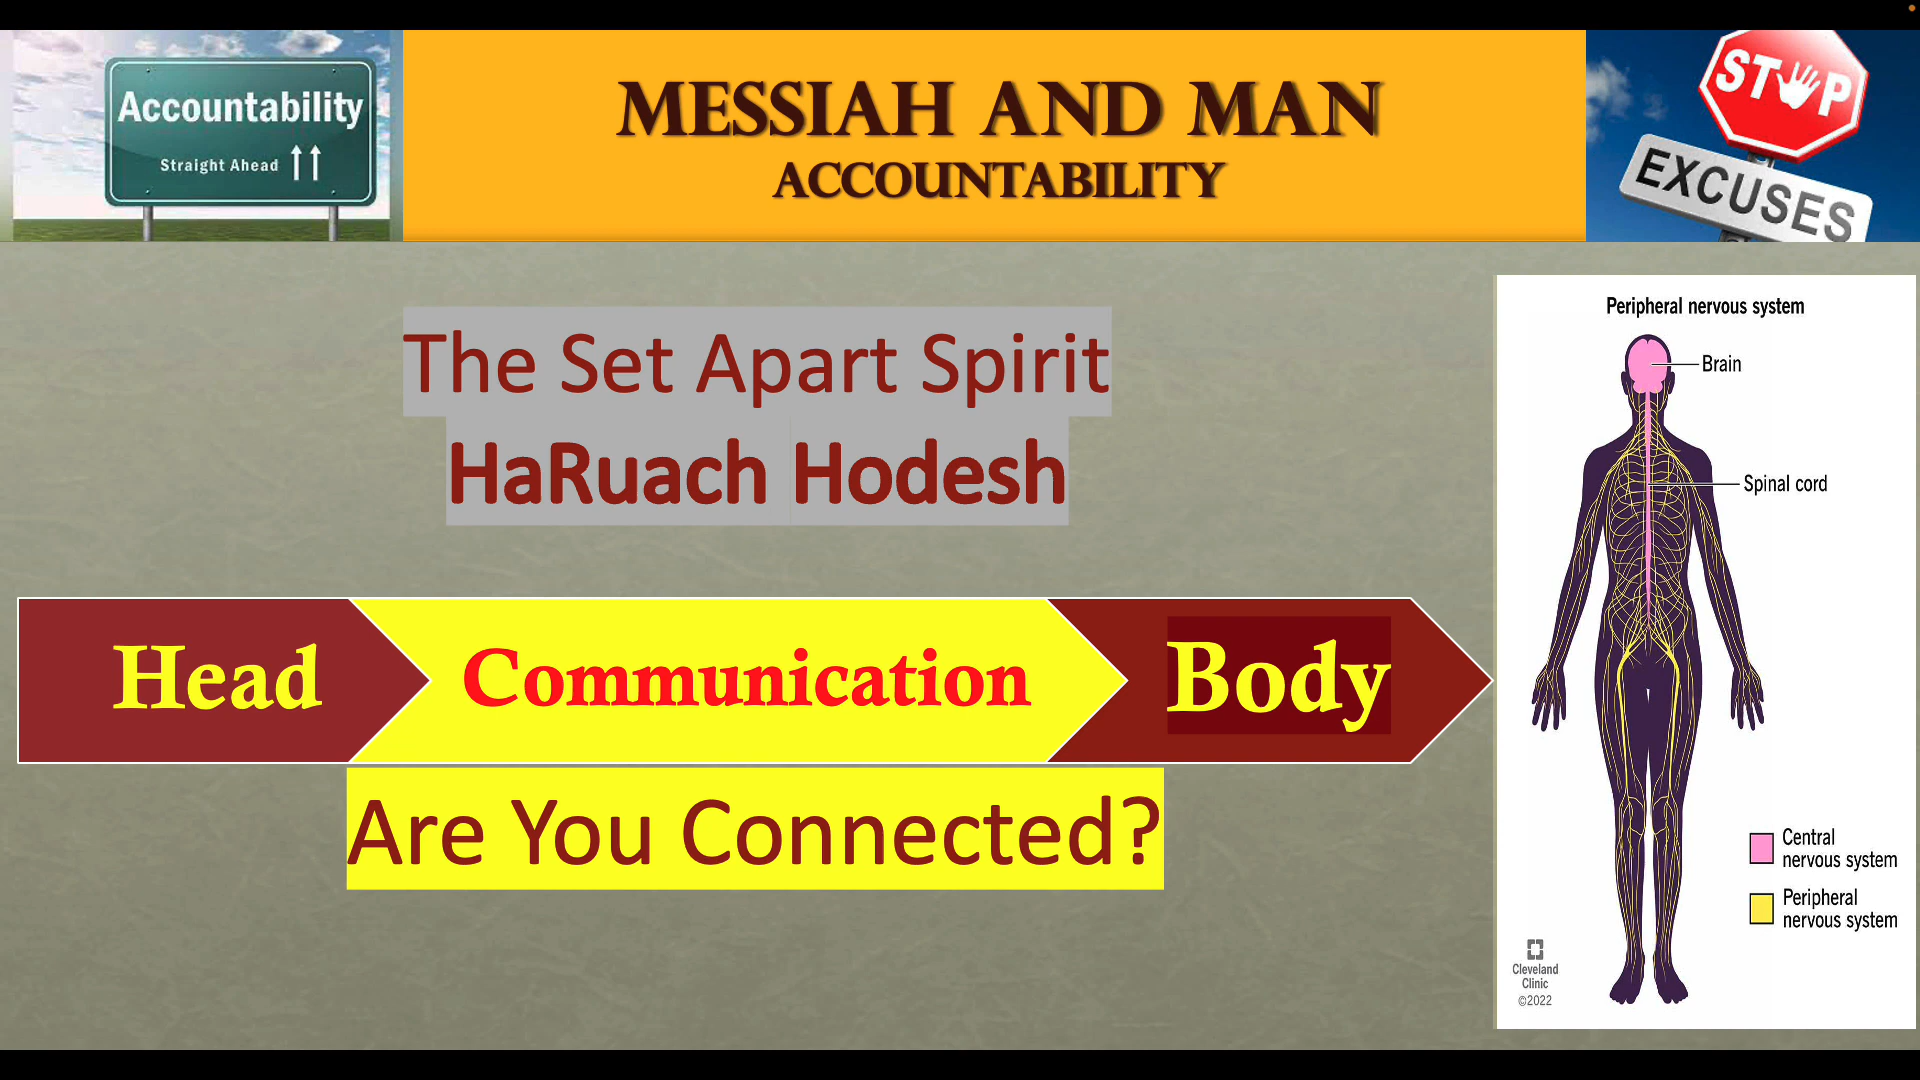 Accountability
Straight Ahead
MESSIAH AND MAN
ACCOUNTABILITY
STOP
EXCUSES
The Set Apart Spirit
HaRuach Hodesh
Head
Communication
Body
Are You Connected?
Peripheral nervous system
Brain
Spinal cord
Central
nervous system
Peripheral
nervous system
Cleveland
Clinic
©2022